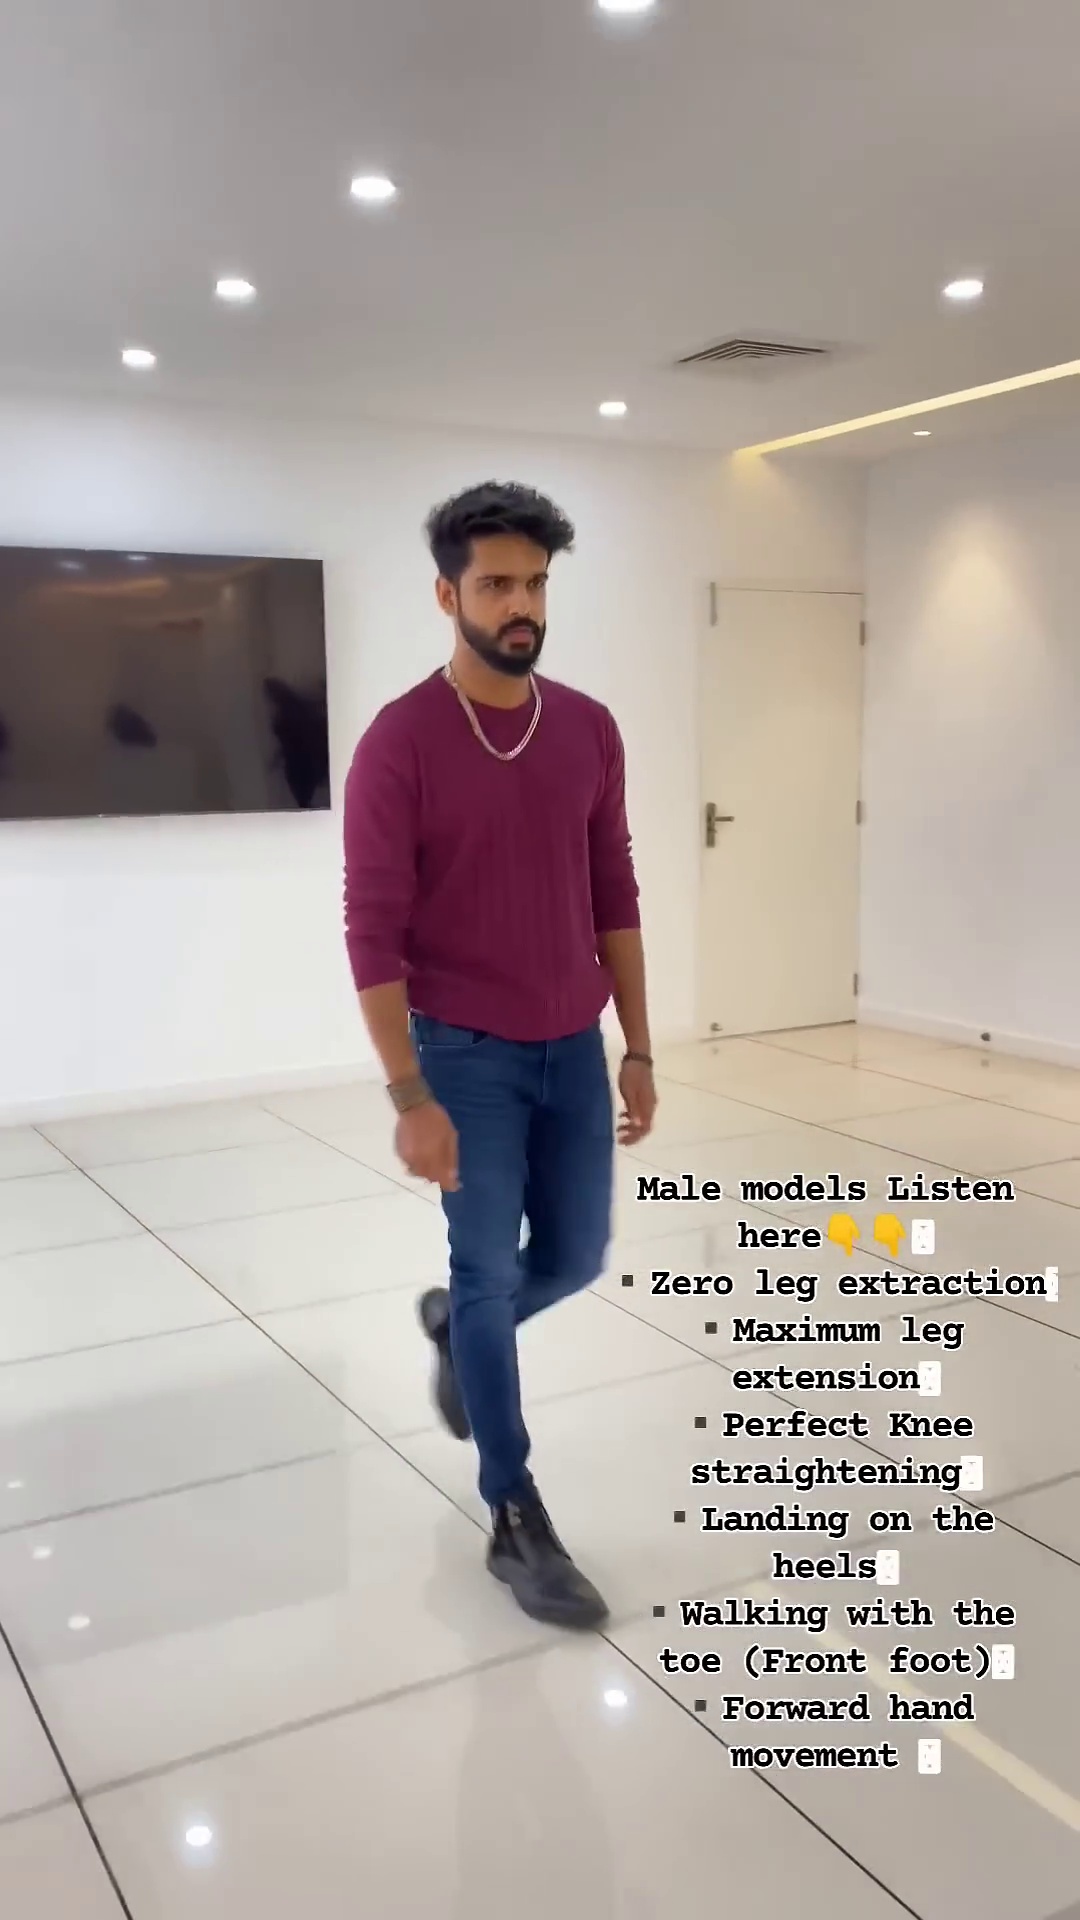 Male models Listen
here👇👇
▪ Zero leg extraction
▪ Maximum leg
extension
▪ Perfect Knee
straightening
▪ Landing on the
heels
▪ Walking with the
toe (Front foot)
▪ Forward hand
movement